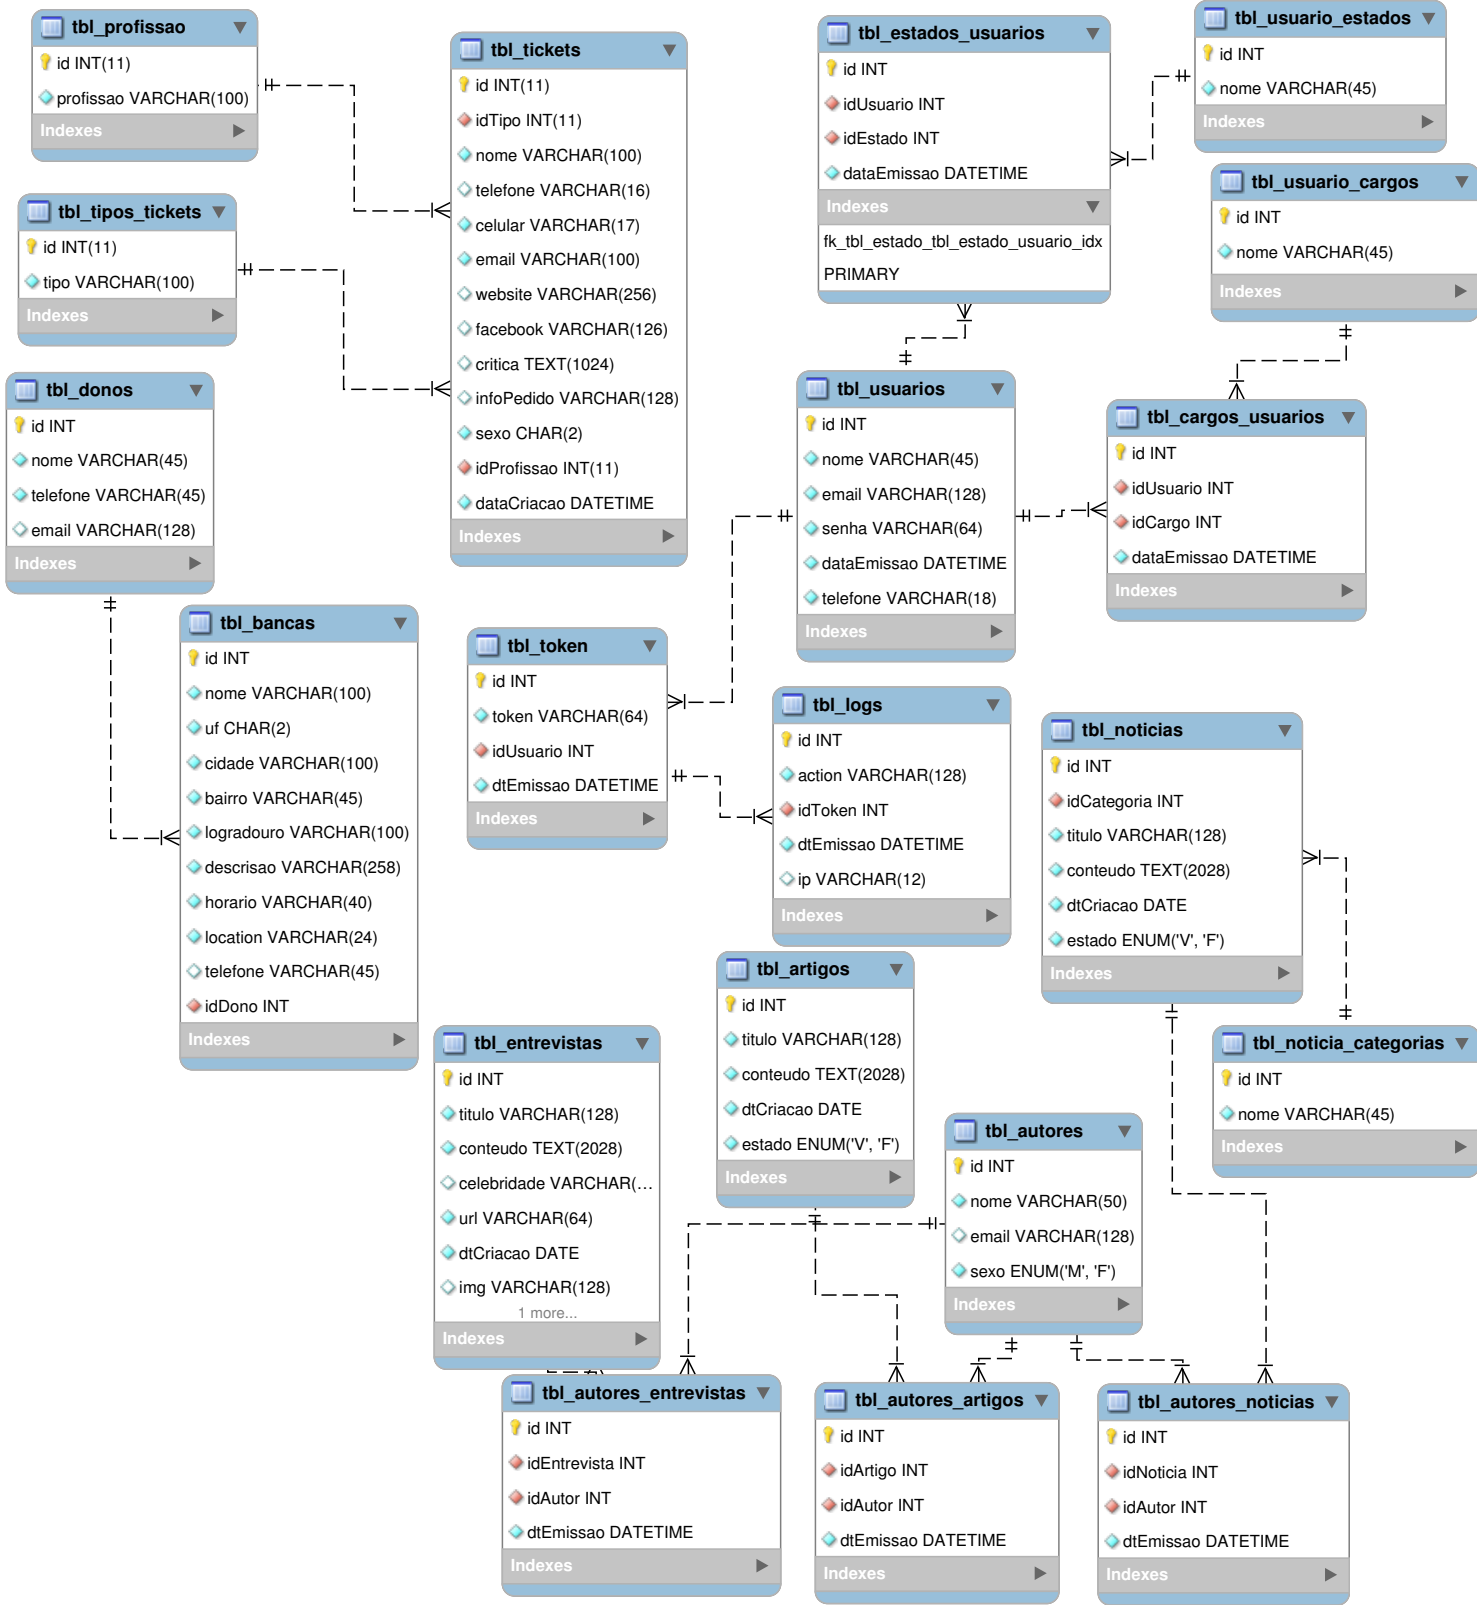 tbl_profissao
id INT(11)
profissao VARCHAR(100)
Indexes
tbl_tipos_tickets
id INT(11)
tipo VARCHAR(100)
Indexes
tbl_donos
id INT
nome VARCHAR(45)
telefone VARCHAR(45)
email VARCHAR(128)
Indexes
tbl_tickets
id INT(11)
idTipo INT(11)
nome VARCHAR(100)
telefone VARCHAR(16)
celular VARCHAR(17)
email VARCHAR(100)
website VARCHAR(256)
facebook VARCHAR(126)
critica TEXT(1024)
infoPedido VARCHAR(128)
sexo CHAR(2)
idProfissao INT(11)
dataCriacao DATETIME
Indexes
tbl_estados_usuarios
id INT
idUsuario INT
idEstado INT
dataEmissao DATETIME
Indexes
fk_tbl_estado_tbl_estado_usuario_idx
PRIMARY
tbl_usuario_estados
id INT
nome VARCHAR(45)
Indexes
tbl_usuario_cargos
id INT
nome VARCHAR(45)
Indexes
tbl_usuarios
id INT
nome VARCHAR(45)
email VARCHAR(128)
senha VARCHAR(64)
dataEmissao DATETIME
telefone VARCHAR(18)
Indexes
tbl_cargos_usuarios
id INT
idUsuario INT
idCargo INT
dataEmissao DATETIME
Indexes
tbl_bancas
id INT
nome VARCHAR(100)
uf CHAR(2)
cidade VARCHAR(100)
bairro VARCHAR(45)
logradouro VARCHAR(100)
descrisao VARCHAR(258)
horario VARCHAR(40)
location VARCHAR(24)
telefone VARCHAR(45)
idDono INT
Indexes
tbl_token
id INT
token VARCHAR(64)
idUsuario INT
dtEmissao DATETIME
Indexes
tbl_logs
id INT
action VARCHAR(128)
idToken INT
dtEmissao DATETIME
ip VARCHAR(12)
Indexes
tbl_noticias
id INT
idCategoria INT
titulo VARCHAR(128)
conteudo TEXT(2028)
dtCriacao DATE
estado ENUM('V', 'F')
Indexes
tbl_artigos
id INT
titulo VARCHAR(128)
conteudo TEXT(2028)
dtCriacao DATE
estado ENUM('V', 'F')
Indexes
tbl_entrevistas
id INT
titulo VARCHAR(128)
conteudo TEXT(2028)
celebridade VARCHAR(…
url VARCHAR(64)
dtCriacao DATE
img VARCHAR(128)
1 more...
Indexes
tbl_noticia_categorias
id INT
nome VARCHAR(45)
Indexes
tbl_autores
id INT
nome VARCHAR(50)
email VARCHAR(128)
sexo ENUM('M', 'F')
Indexes
tbl_autores_entrevistas
id INT
idEntrevista INT
idAutor INT
dtEmissao DATETIME
Indexes
tbl_autores_artigos
id INT
idArtigo INT
idAutor INT
dtEmissao DATETIME
Indexes
tbl_autores_noticias
id INT
idNoticia INT
idAutor INT
dtEmissao DATETIME
Indexes